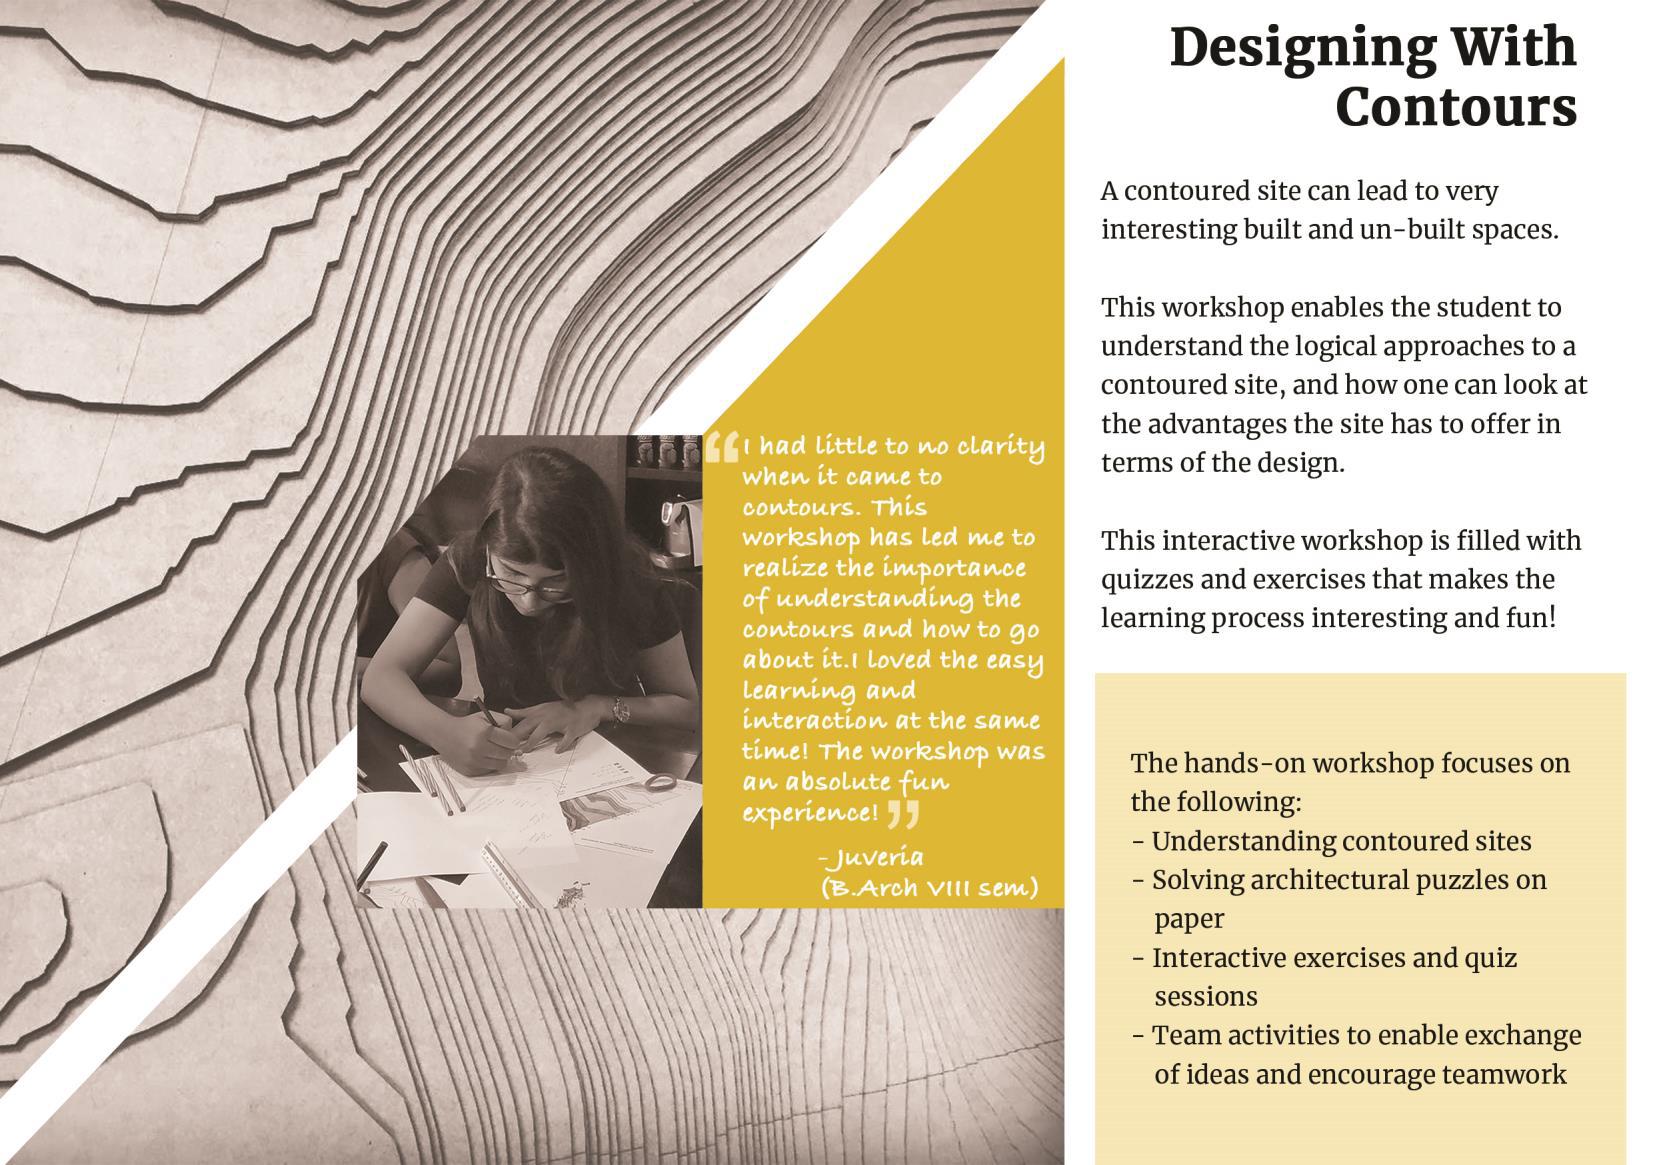 Designing With
Contours
A contoured site can lead to very
interesting built and un-built spaces.
This workshop enables the student to
understand the logical approaches to a
contoured site, and how one can look at
the advantages the site has to offer in
terms of the design.
This interactive workshop is filled with
quizzes and exercises that makes the
learning process interesting and fun!
“I had little to no clarity
when it came to
contours. This
workshop has led me to
realize the importance
of understanding the
contours and how to go
about it.I loved the easy
learning and
interaction at the same
time! The workshop was
an absolute fun
experience!”
- Juveria
(B.Arch VIII sem)
The hands-on workshop focuses on
the following:
- Understanding contoured sites
- Solving architectural puzzles on
paper
- Interactive exercises and quiz
sessions
- Team activities to enable exchange
of ideas and encourage teamwork